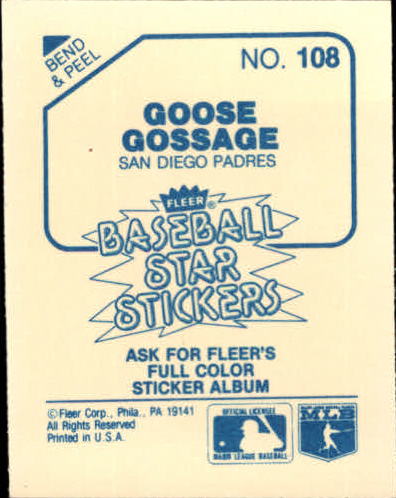 BEND
& PEEL
NO. 108
GOOSE
GOSSAGE
SAN DIEGO PADRES
FLEER ®
BASEBALL
STAR
STICKERS
ASK FOR FLEER'S
FULL COLOR
STICKER ALBUM
© Fleer Corp., Phila., PA 19141
All Rights Reserved
Printed in U.S.A.
OFFICIAL LICENSEE
MAJOR LEAGUE BASEBALL
MLB